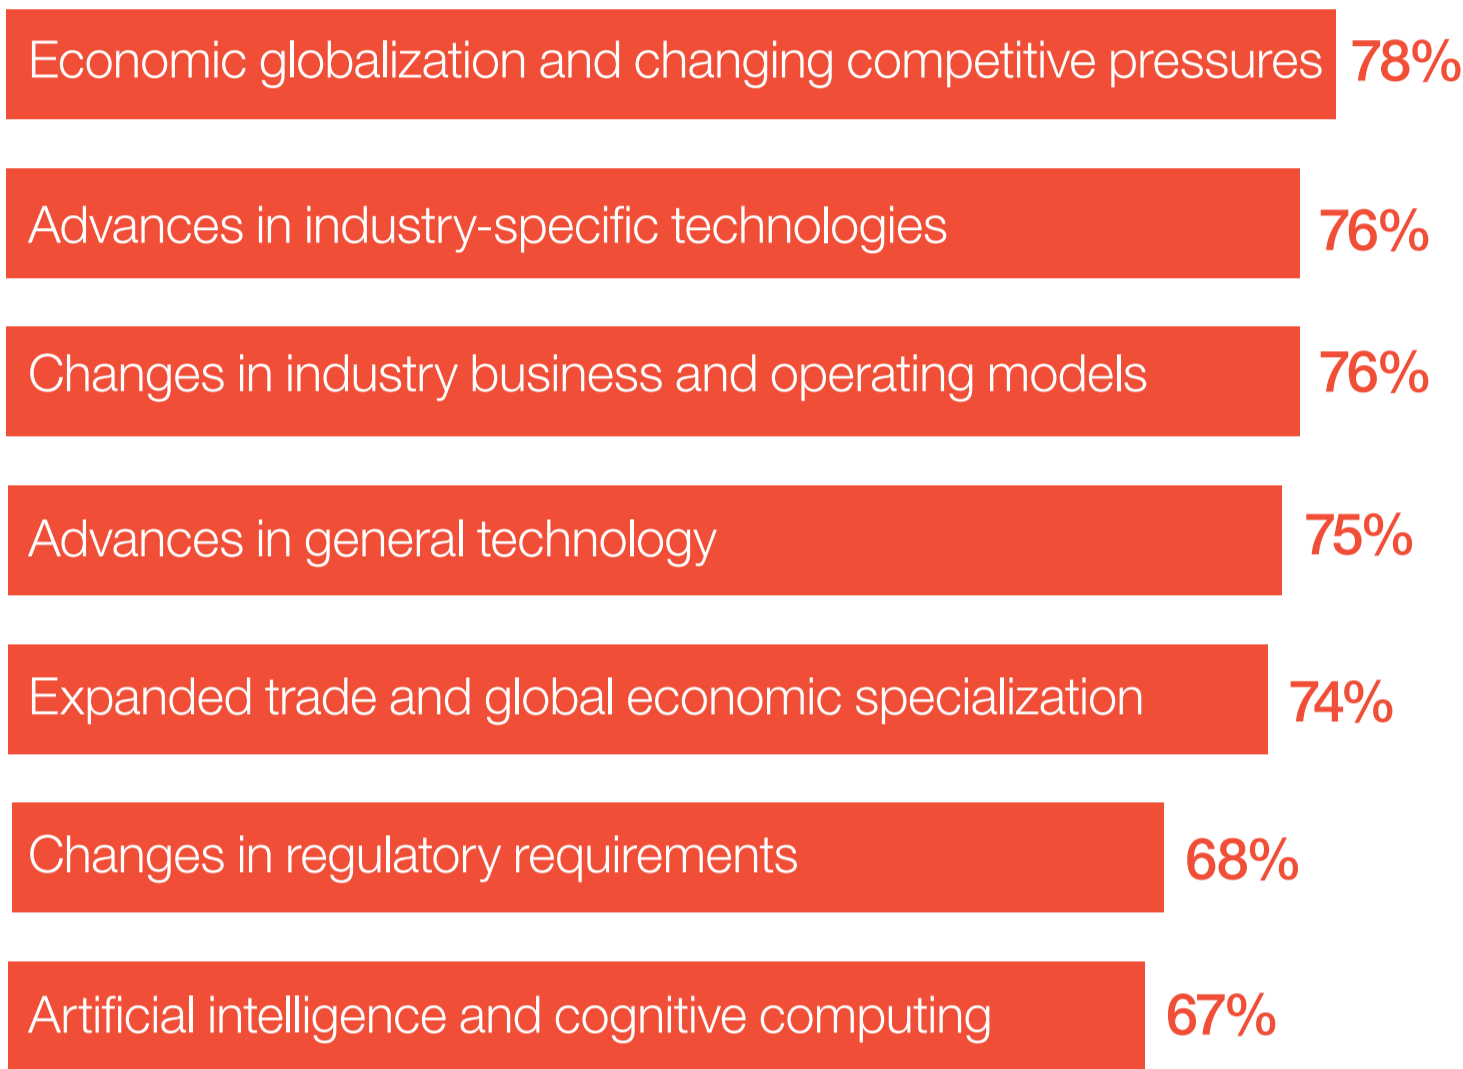 Economic globalization and changing competitive pressures 78%
Advances in industry-specific technologies 76%
Changes in industry business and operating models 76%
Advances in general technology 75%
Expanded trade and global economic specialization 74%
Changes in regulatory requirements 68%
Artificial intelligence and cognitive computing 67%